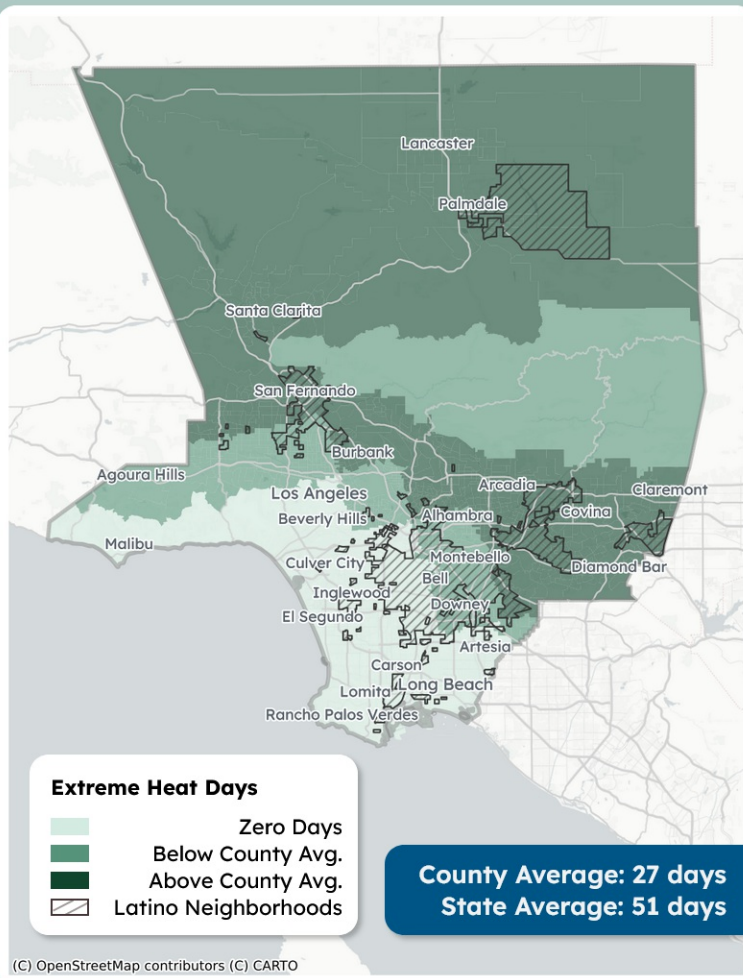 Lancaster
Palmdale
Santa Clarita
San Fernando
Burbank
Agoura Hills
Arcadia
Claremont
Los Angeles
Beverly Hills
Alhambra
Covina
Malibu
Culver City
Montebello
Diamond Bar
Bell
Inglewood
Downey
El Segundo
Artesia
Carson
Lomita
Long Beach
Rancho Palos Verdes
Extreme Heat Days
Zero Days
Below County Avg.
Above County Avg.
Latino Neighborhoods
County Average: 27 days
State Average: 51 days
(C) OpenStreetMap contributors (C) CARTO